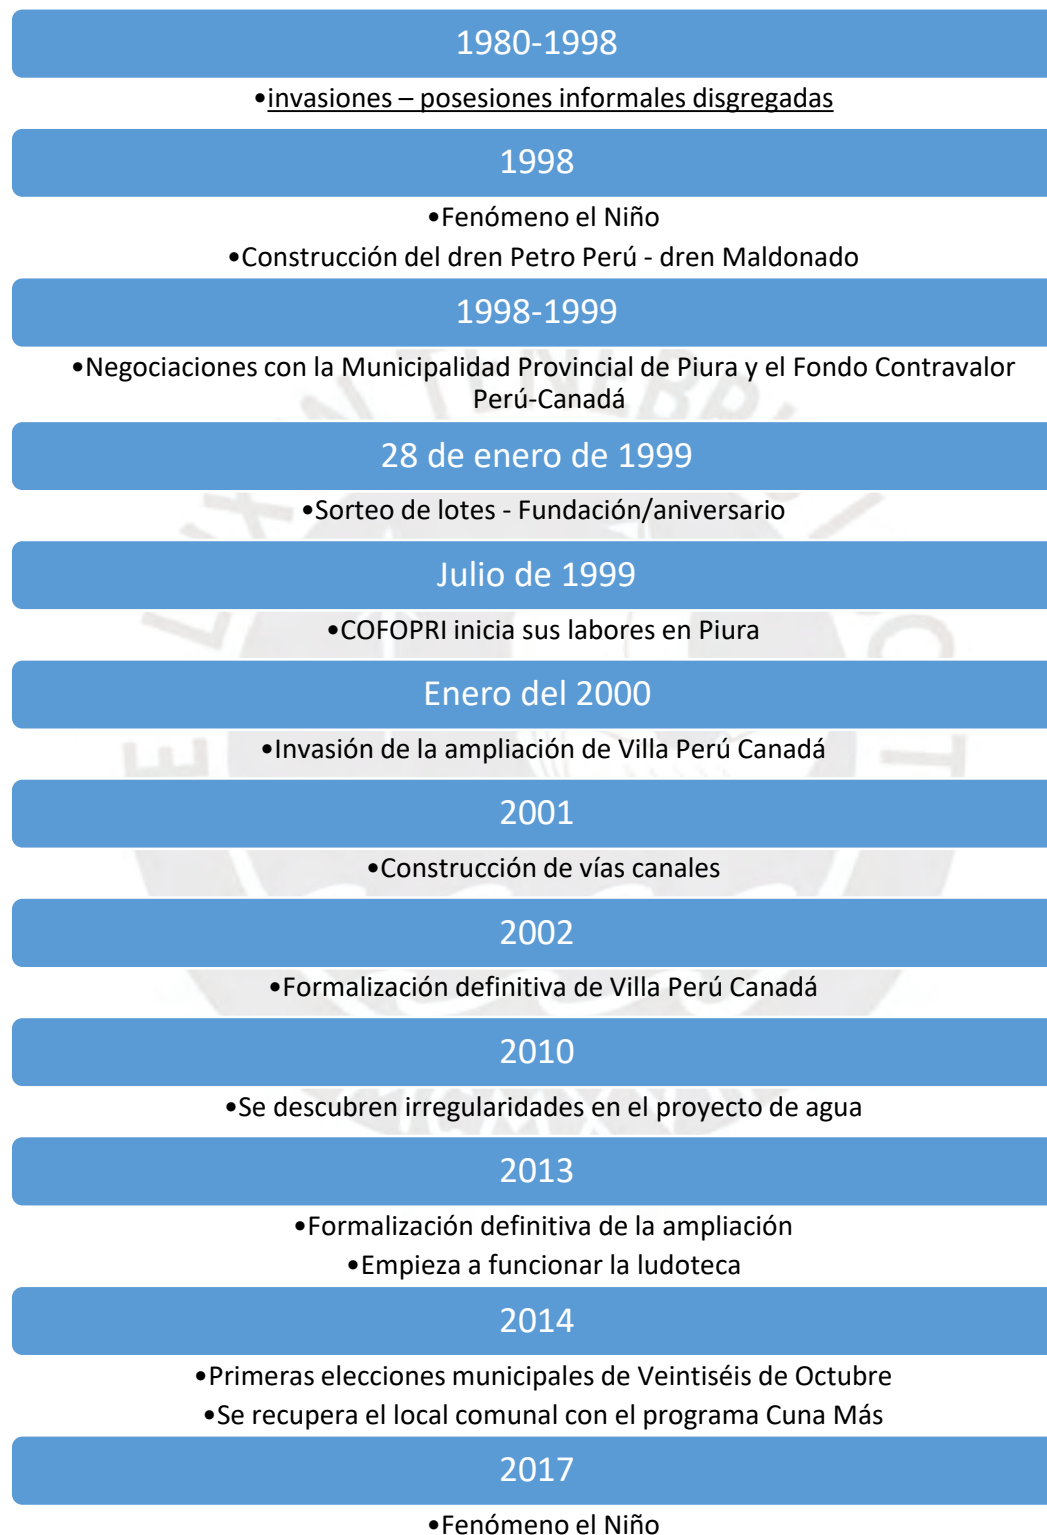 1980-1998
•invasiones – posesiones informales disgregadas
1998
•Fenómeno el Niño
•Construcción del dren Petro Perú - dren Maldonado
1998-1999
•Negociaciones con la Municipalidad Provincial de Piura y el Fondo Contravalor
Perú-Canadá
28 de enero de 1999
•Sorteo de lotes - Fundación/aniversario
Julio de 1999
•COFOPRI inicia sus labores en Piura
Enero del 2000
•Invasión de la ampliación de Villa Perú Canadá
2001
•Construcción de vías canales
2002
•Formalización definitiva de Villa Perú Canadá
2010
•Se descubren irregularidades en el proyecto de agua
2013
•Formalización definitiva de la ampliación
•Empieza a funcionar la ludoteca
2014
•Primeras elecciones municipales de Veintiséis de Octubre
•Se recupera el local comunal con el programa Cuna Más
2017
•Fenómeno el Niño